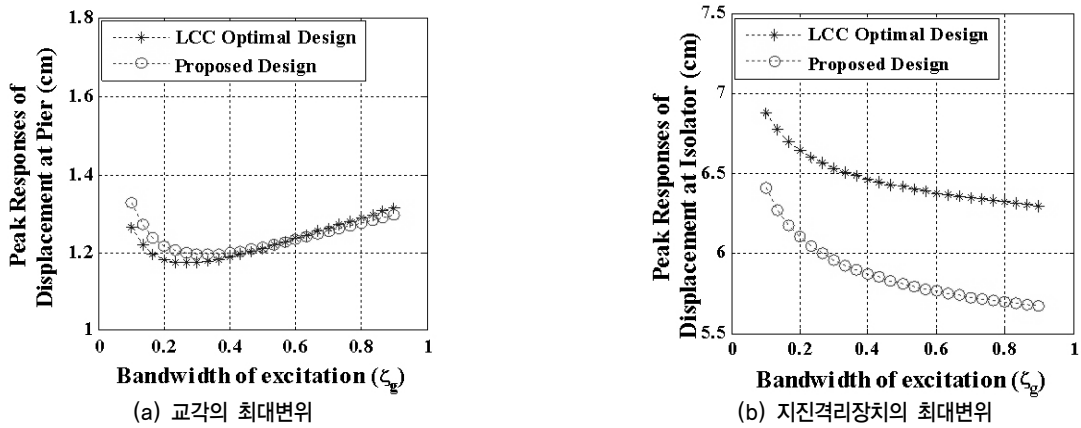 1.8
1.6
1.4
1.2
1
0
0.2
0.4
0.6
0.8
1
LCC Optimal Design
Proposed Design
Peak Responses of
Displacement at Pier (cm)
Bandwidth of excitation (ζg)
(a) 교각의 최대변위
7.5
7
6.5
6
5.5
0
0.2
0.4
0.6
0.8
1
LCC Optimal Design
Proposed Design
Peak Responses of
Displacement at Isolator (cm)
Bandwidth of excitation (ζg)
(b) 지진격리장치의 최대변위